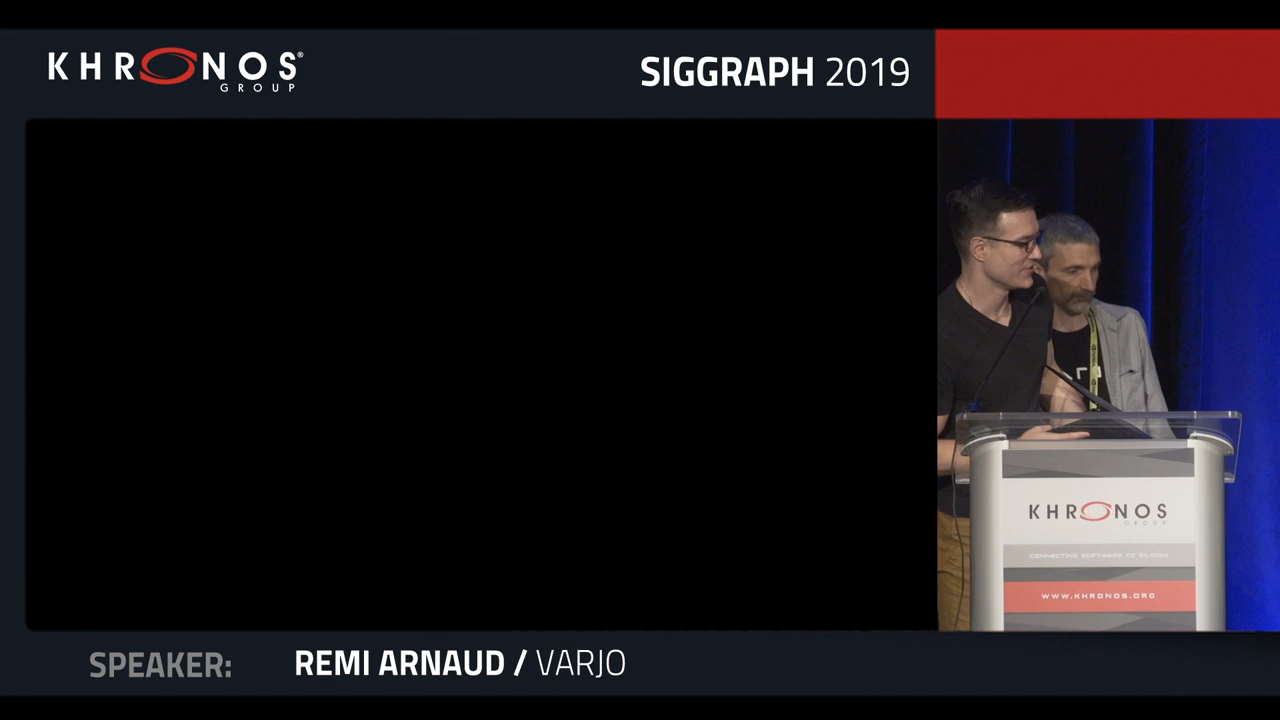 KHRONOS®
GROUP
SIGGRAPH 2019
KHRONOS
GROUP
CONNECTING SOFTWARE TO SILICON
WWW.KHRONOS.ORG
SPEAKER: REMI ARNAUD / VARJO